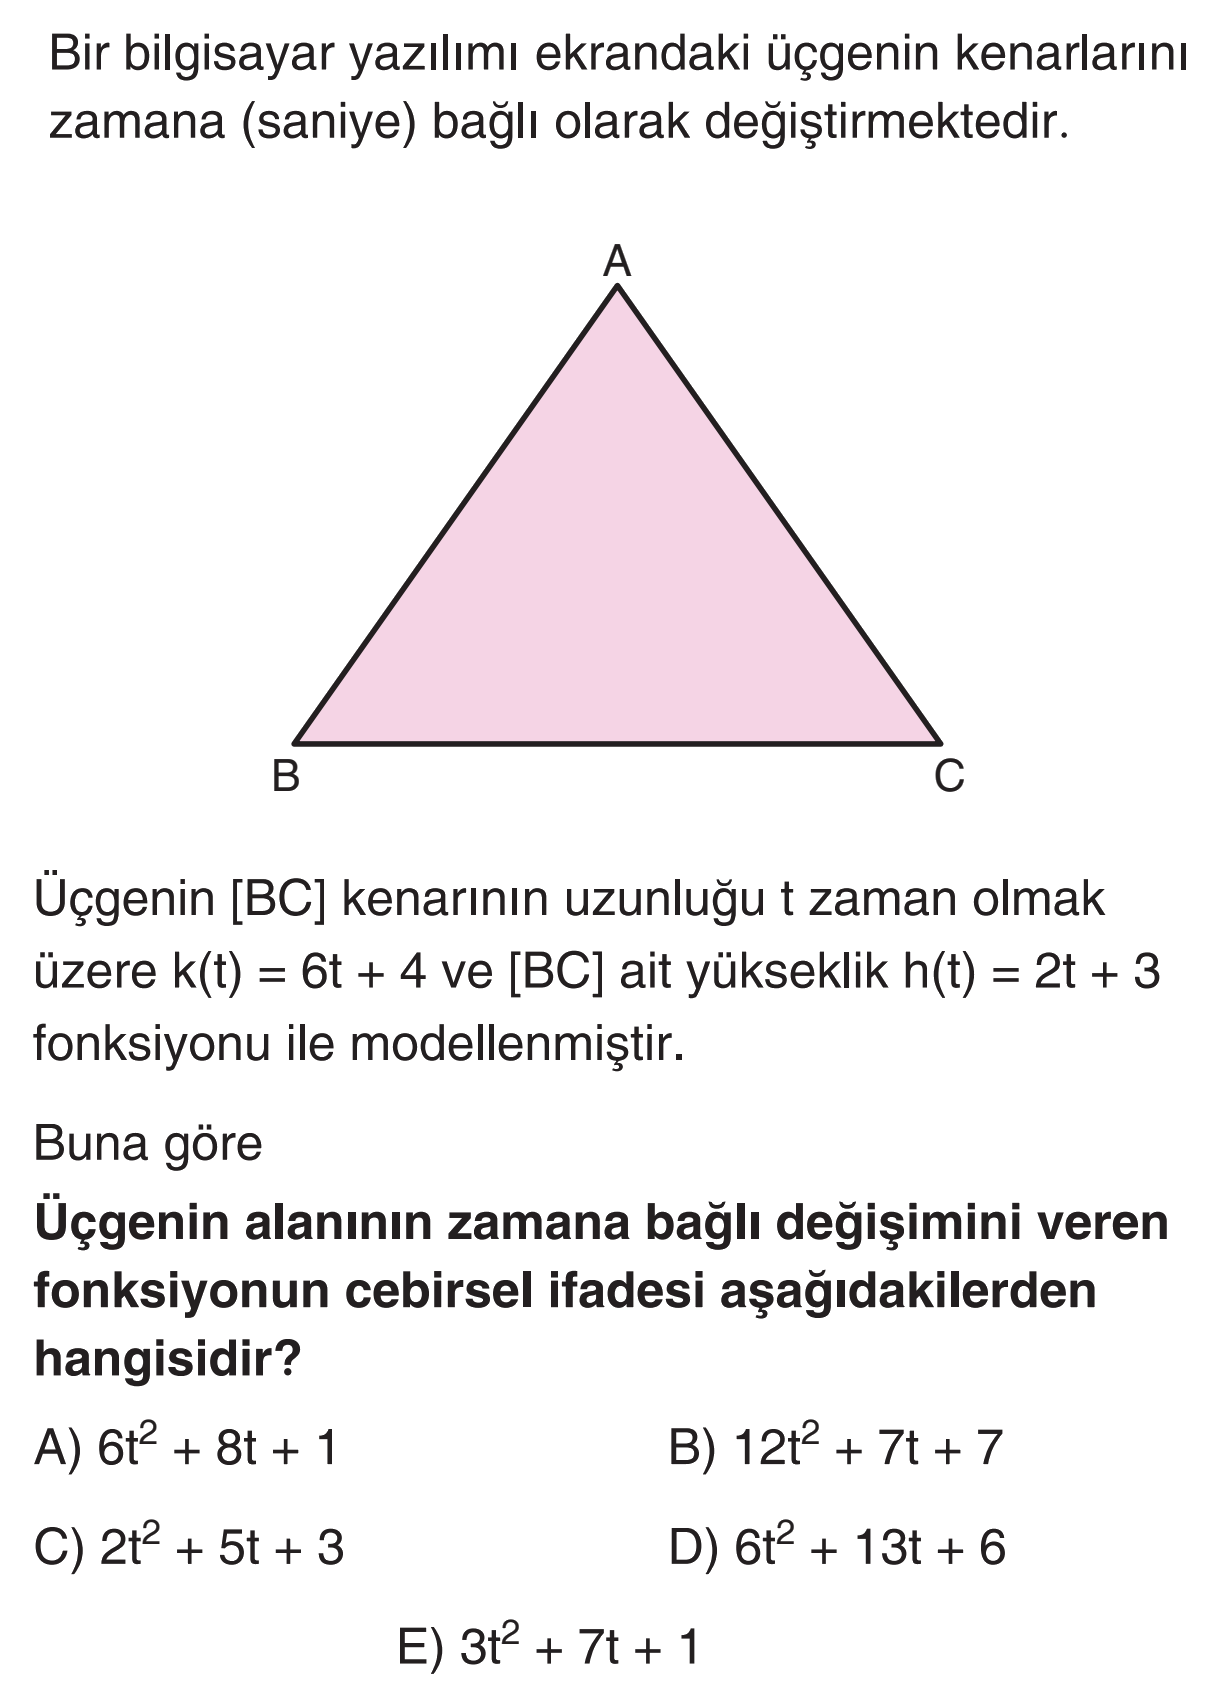 Bir bilgisayar yazılımı ekrandaki üçgenin kenarlarını
zamana (saniye) bağlı olarak değiştirmektedir.
A
B
C
Üçgenin [BC] kenarının uzunluğu t zaman olmak
üzere k(t) = 6t + 4 ve [BC] ait yükseklik h(t) = 2t + 3
fonksiyonu ile modellenmiştir.
Buna göre
Üçgenin alanının zamana bağlı değişimini veren
fonksiyonun cebirsel ifadesi aşağıdakilerden
hangisidir?
A) 6t² + 8t + 1
B) 12t² + 7t + 7
C) 2t² + 5t + 3
D) 6t² + 13t + 6
E) 3t² + 7t + 1